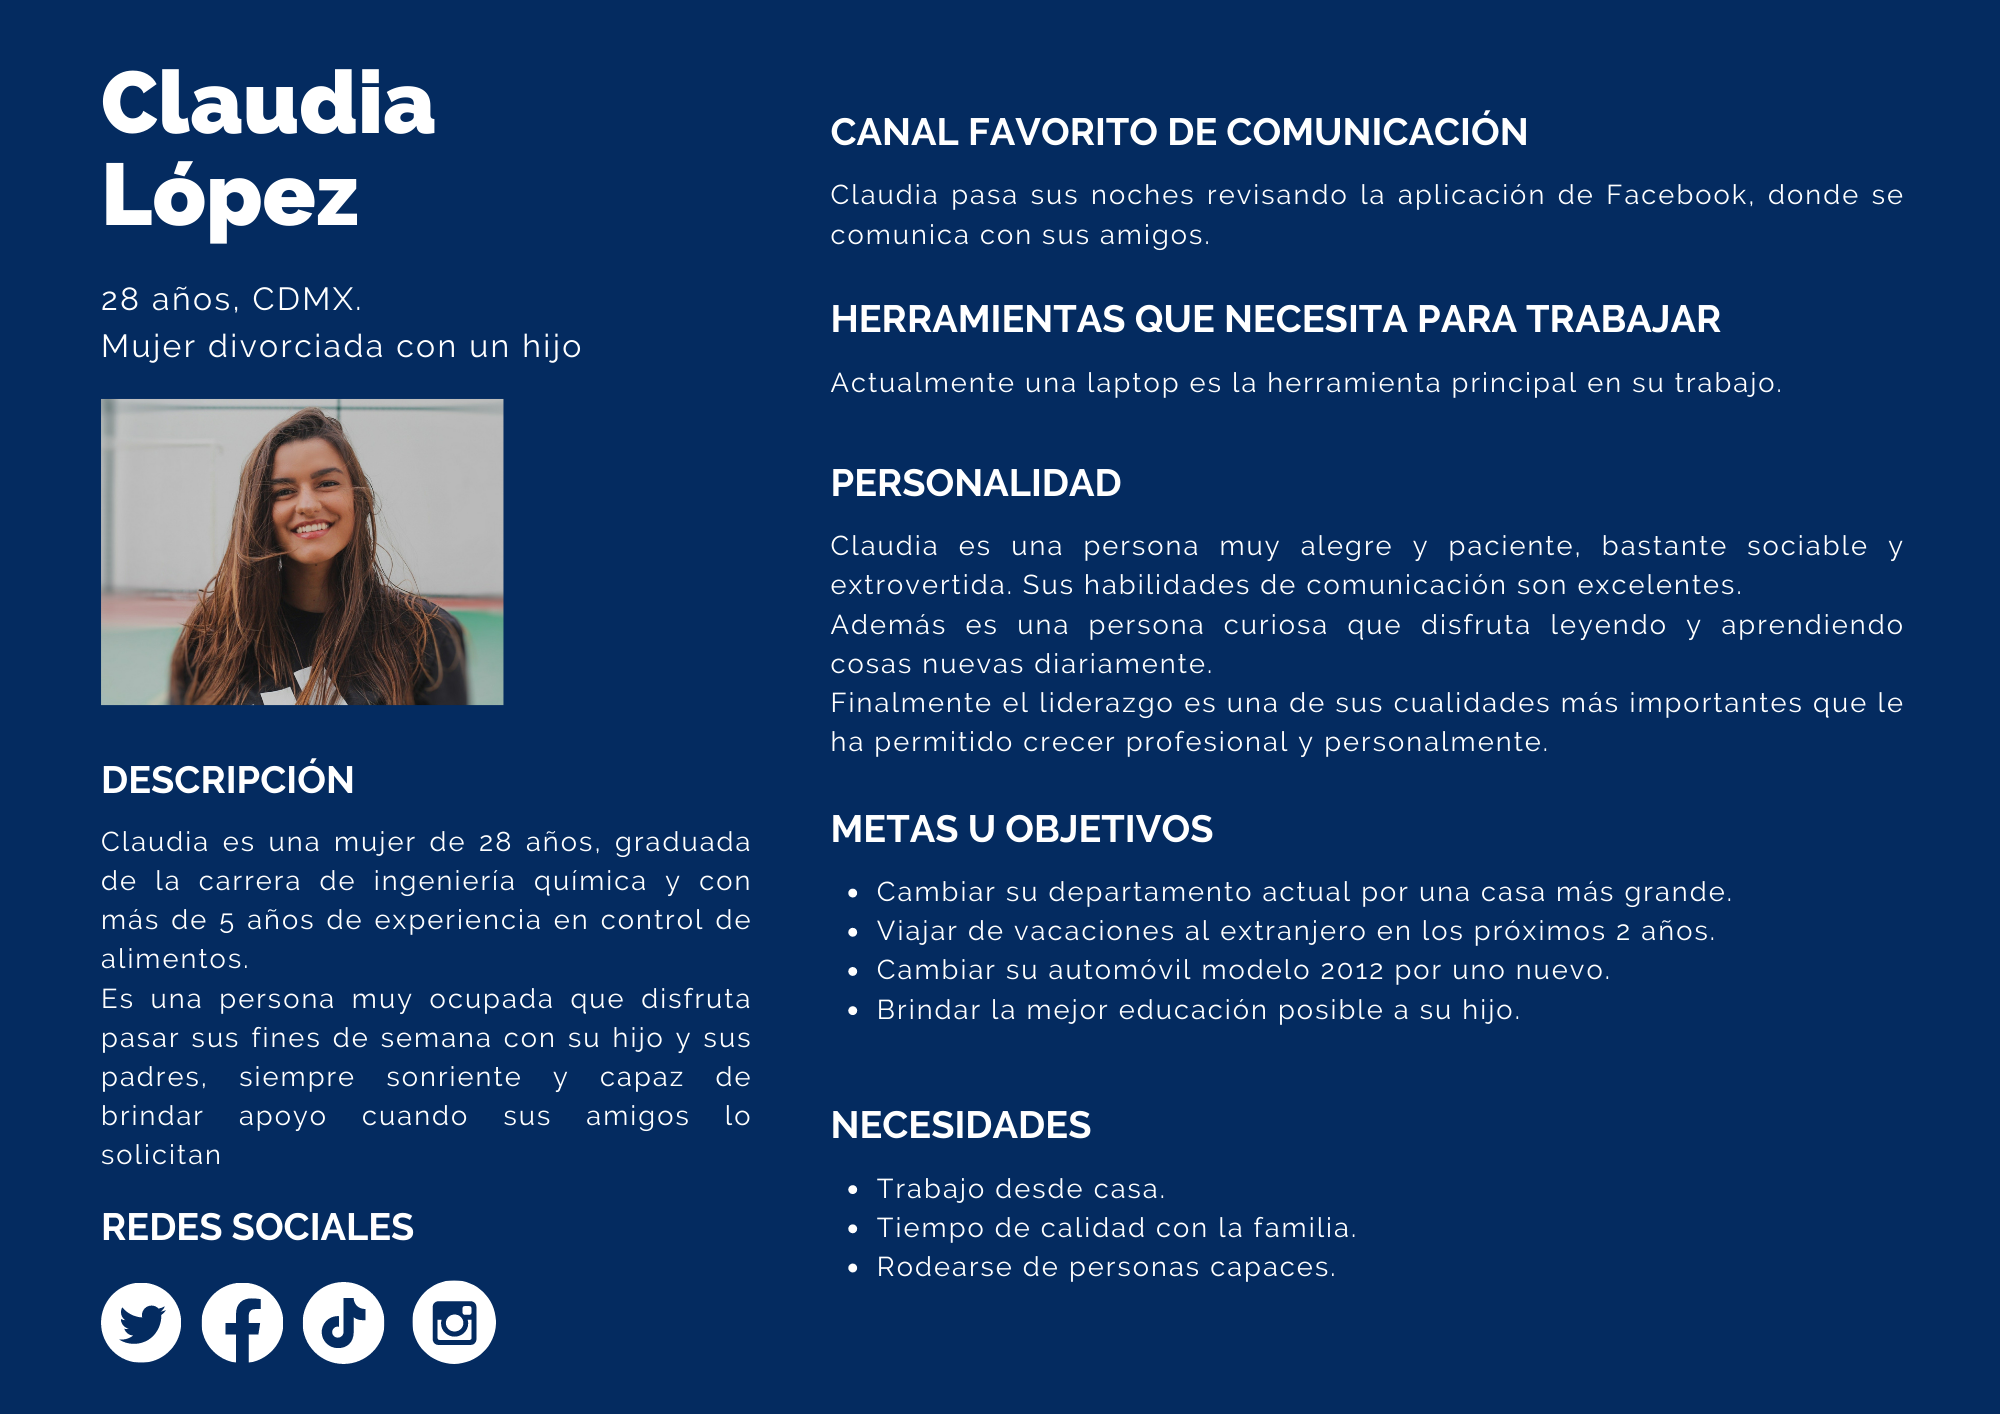 Claudia
López
28 años, CDMX.
Mujer divorciada con un hijo
DESCRIPCIÓN
Claudia es una mujer de 28 años, graduada
de la carrera de ingeniería química y con
más de 5 años de experiencia en control de
alimentos.
Es una persona muy ocupada que disfruta
pasar sus fines de semana con su hijo y sus
padres, siempre sonriente y capaz de
brindar apoyo cuando sus amigos lo
solicitan
REDES SOCIALES
CANAL FAVORITO DE COMUNICACIÓN
Claudia pasa sus noches revisando la aplicación de Facebook, donde se
comunica con sus amigos.
HERRAMIENTAS QUE NECESITA PARA TRABAJAR
Actualmente una laptop es la herramienta principal en su trabajo.
PERSONALIDAD
Claudia es una persona muy alegre y paciente, bastante sociable y
extrovertida. Sus habilidades de comunicación son excelentes.
Además es una persona curiosa que disfruta leyendo y aprendiendo
cosas nuevas diariamente.
Finalmente el liderazgo es una de sus cualidades más importantes que le
ha permitido crecer profesional y personalmente.
METAS U OBJETIVOS
• Cambiar su departamento actual por una casa más grande.
• Viajar de vacaciones al extranjero en los próximos 2 años.
• Cambiar su automóvil modelo 2012 por uno nuevo.
• Brindar la mejor educación posible a su hijo.
NECESIDADES
• Trabajo desde casa.
• Tiempo de calidad con la familia.
• Rodearse de personas capaces.